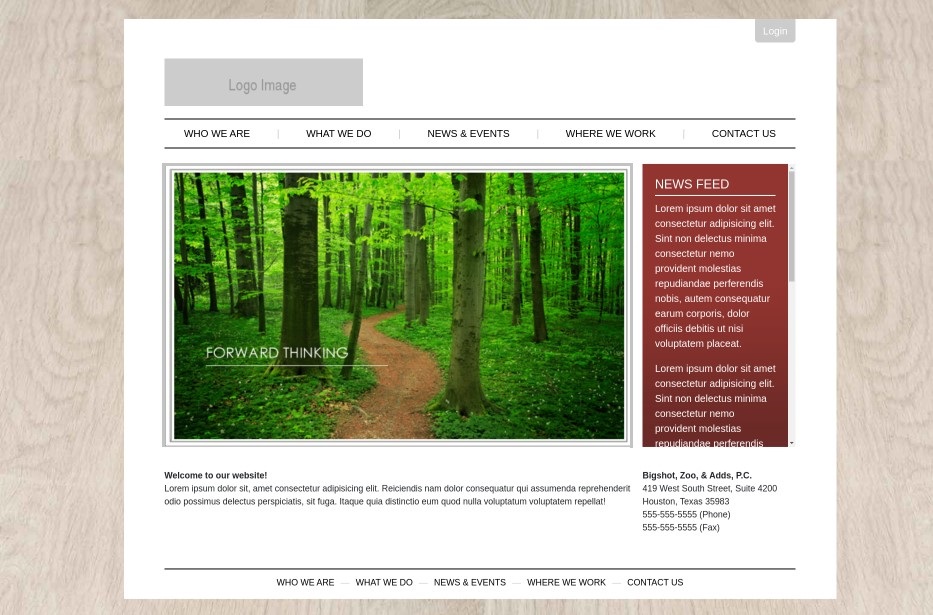 Login
Logo Image
WHO WE ARE | WHAT WE DO | NEWS & EVENTS | WHERE WE WORK | CONTACT US
FORWARD THINKING
NEWS FEED
Lorem ipsum dolor sit amet
consectetur adipisicing elit.
Sint non delectus minima
consectetur nemo
provident molestias
repudiandae perferendis
nobis, autem consequatur
earum corporis, dolor
officiis debitis ut nisi
voluptatem placeat.
Lorem ipsum dolor sit amet
consectetur adipisicing elit.
Sint non delectus minima
consectetur nemo
provident molestias
repudiandae perferendis
Welcome to our website!
Lorem ipsum dolor sit, amet consectetur adipisicing elit. Reiciendis nam dolor consequatur qui assumenda reprehenderit
odio possimus delectus perspiciatis, sit fuga. Itaque quia distinctio eum quod nulla voluptatum voluptatem repellat!
Bigshot, Zoo, & Adds, P.C.
419 West South Street, Suite 4200
Houston, Texas 35983
555-555-5555 (Phone)
555-555-5555 (Fax)
WHO WE ARE — WHAT WE DO — NEWS & EVENTS — WHERE WE WORK — CONTACT US